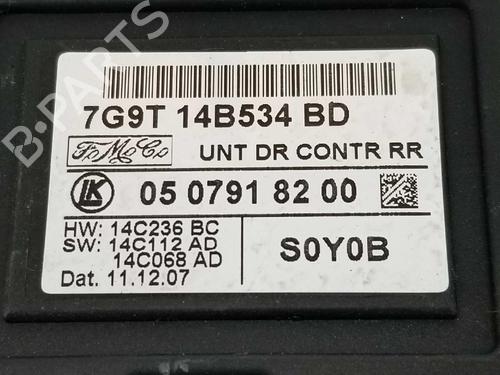 7G9T 14B534 BD
FoMoCo
UNT DR CONTR RR
LK
05 0791 82 00
HW: 14C236 BC
SW: 14C112 AD
14C068 AD
Dat. 11.12.07
S0Y0B
B-PARTS